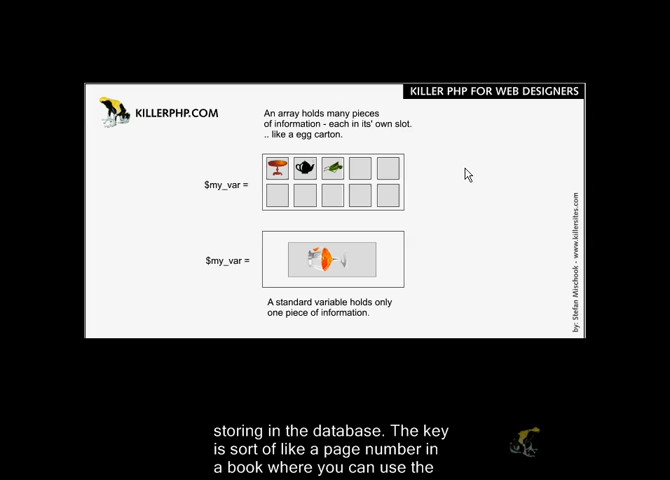 KILLER PHP FOR WEB DESIGNERS
KILLERPHP.COM
An array holds many pieces
of information - each in its' own slot.
.. like a egg carton.
$my_var =
$my_var =
A standard variable holds only
one piece of information.
by: Stefan Mischook - www.killersites.com
storing in the database. The key
is sort of like a page number in
a book where you can use the